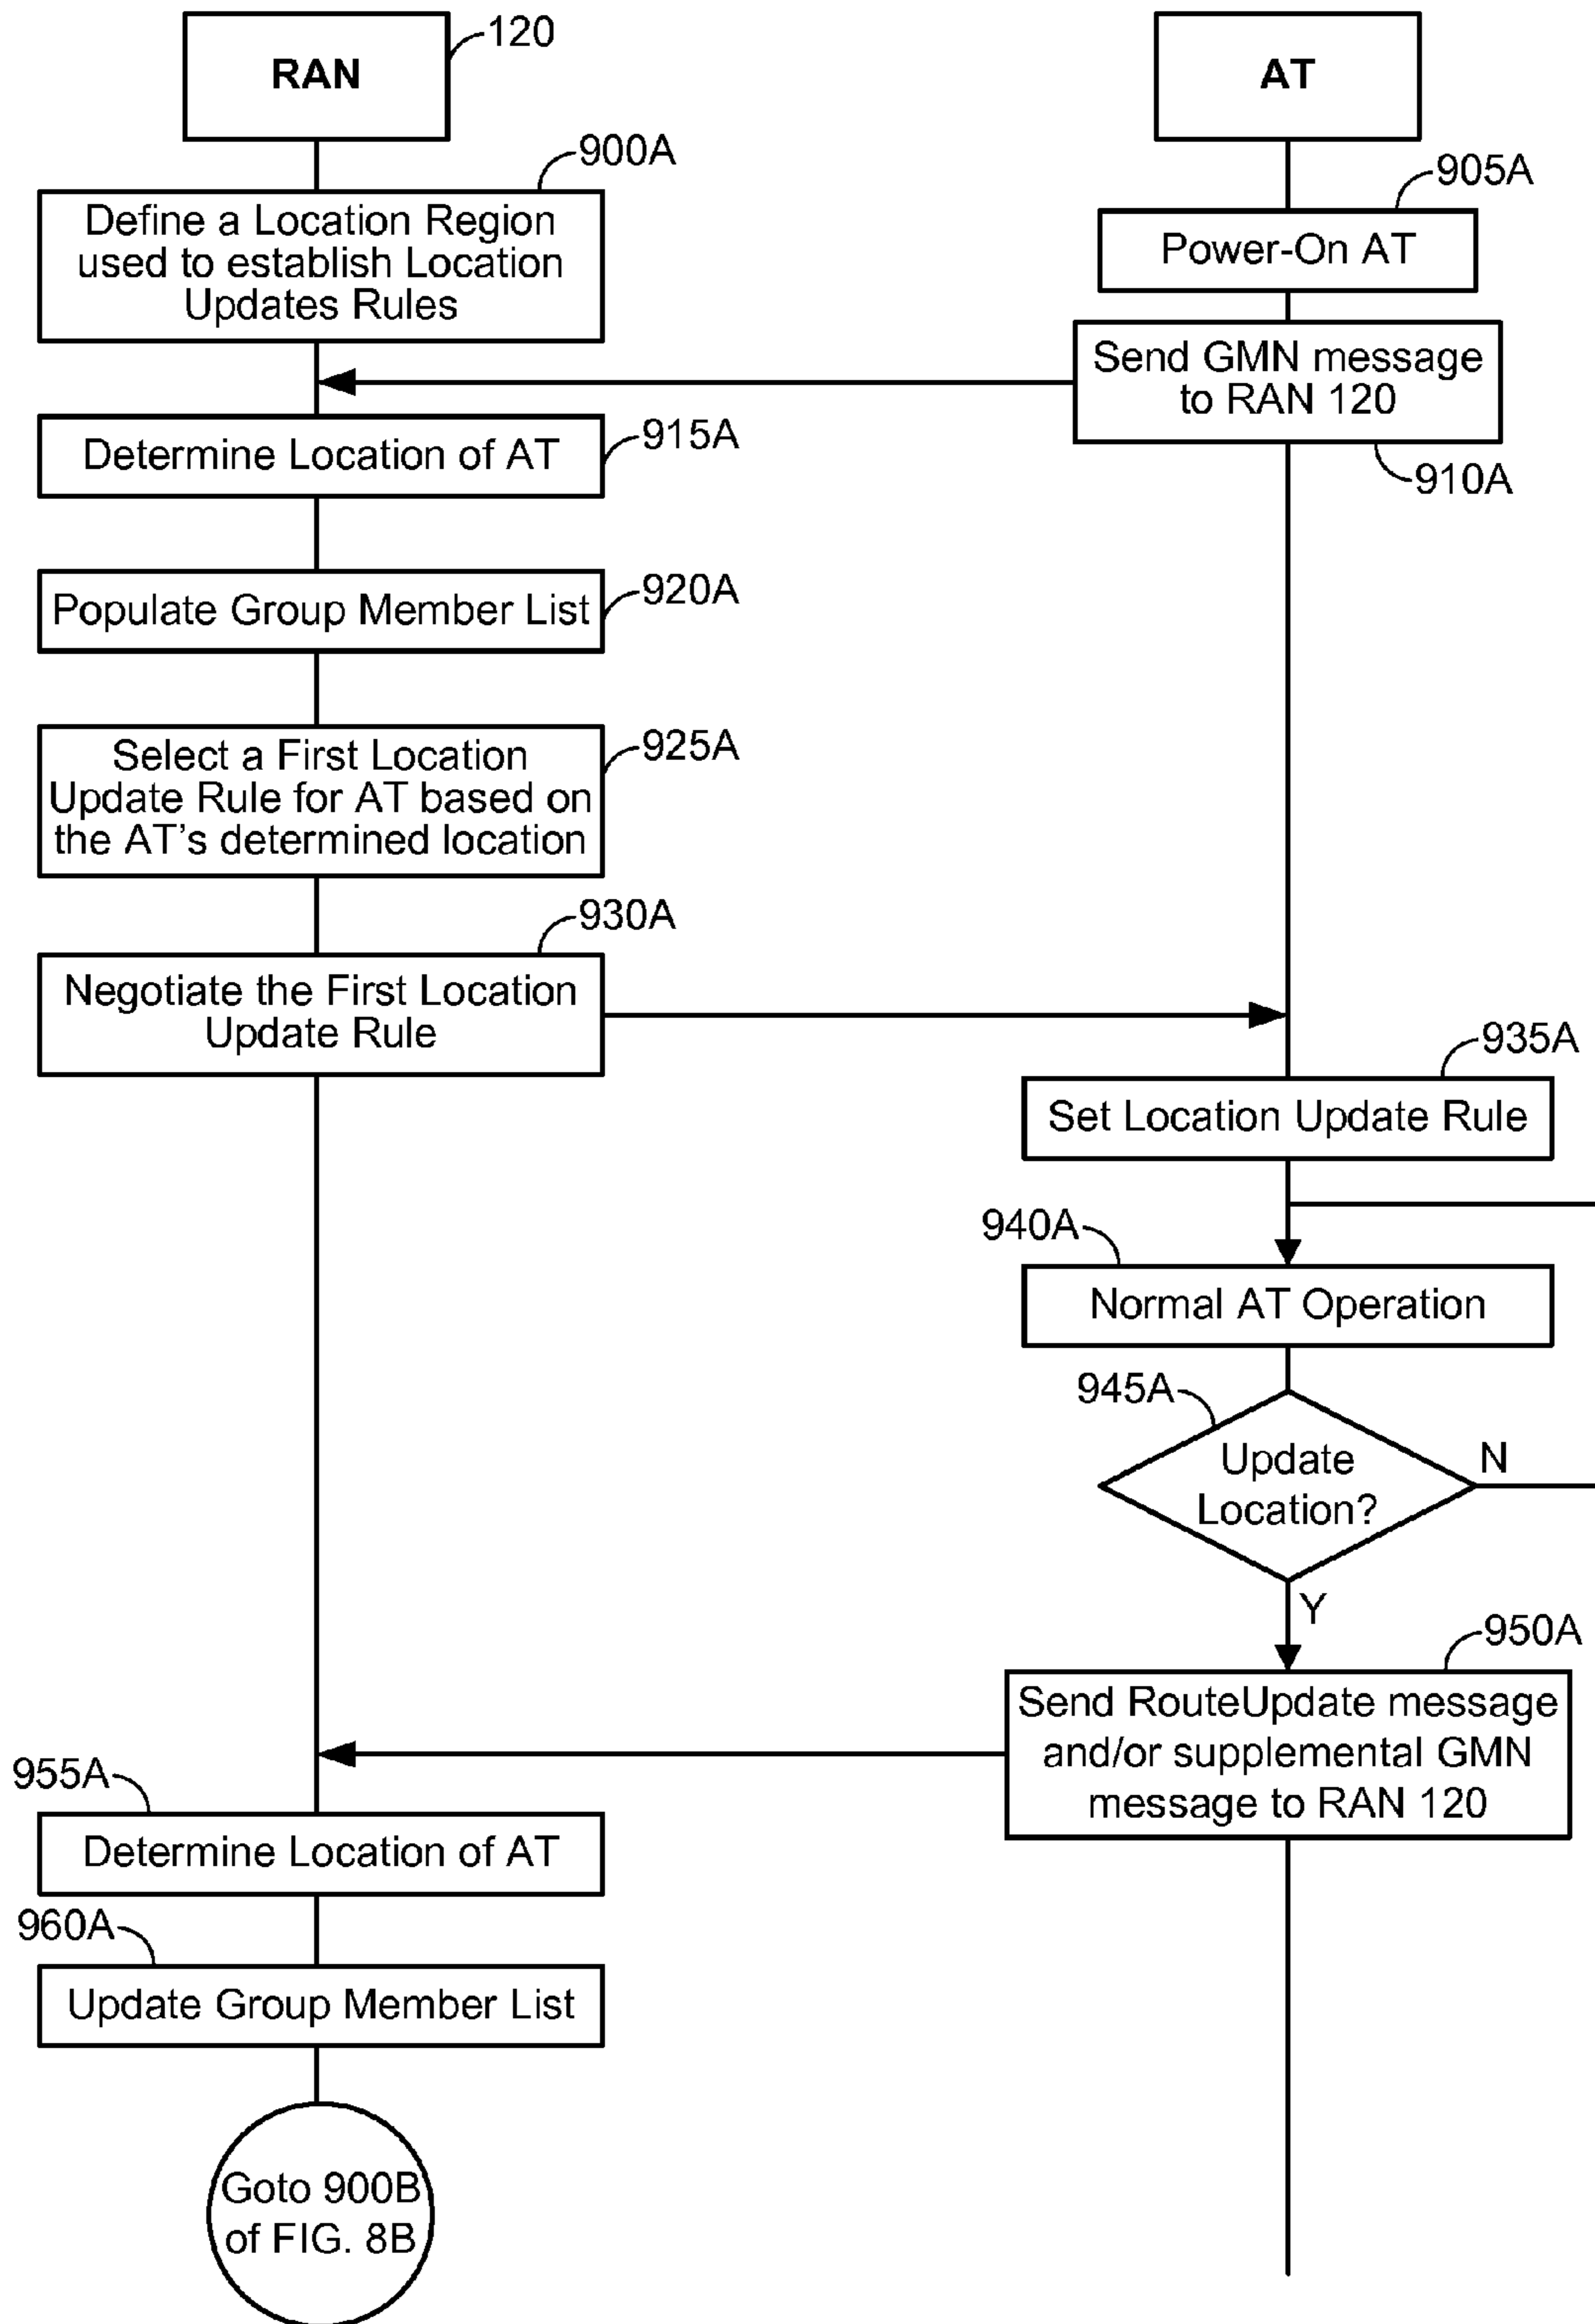 RAN
120
AT
900A
Define a Location Region
used to establish Location
Updates Rules
905A
Power-On AT
Send GMN message
to RAN 120
910A
Determine Location of AT
915A
Populate Group Member List
920A
Select a First Location
Update Rule for AT based on
the AT's determined location
925A
930A
Negotiate the First Location
Update Rule
935A
Set Location Update Rule
940A
Normal AT Operation
945A
Update
Location?
N
Y
950A
Send RouteUpdate message
and/or supplemental GMN
message to RAN 120
955A
Determine Location of AT
960A
Update Group Member List
Goto 900B
of FIG. 8B